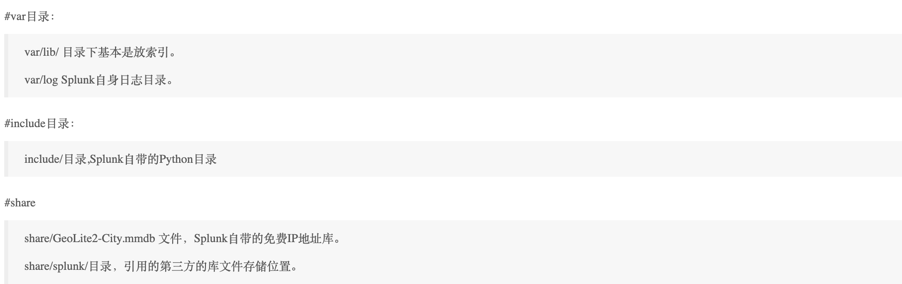 #var目录：
var/lib/ 目录下基本是放索引。
var/log Splunk自身日志目录。
#include目录：
include/目录,Splunk自带的Python目录
#share
share/GeoLite2-City.mmdb 文件，Splunk自带的免费IP地址库。
share/splunk/目录，引用的第三方的库文件存储位置。